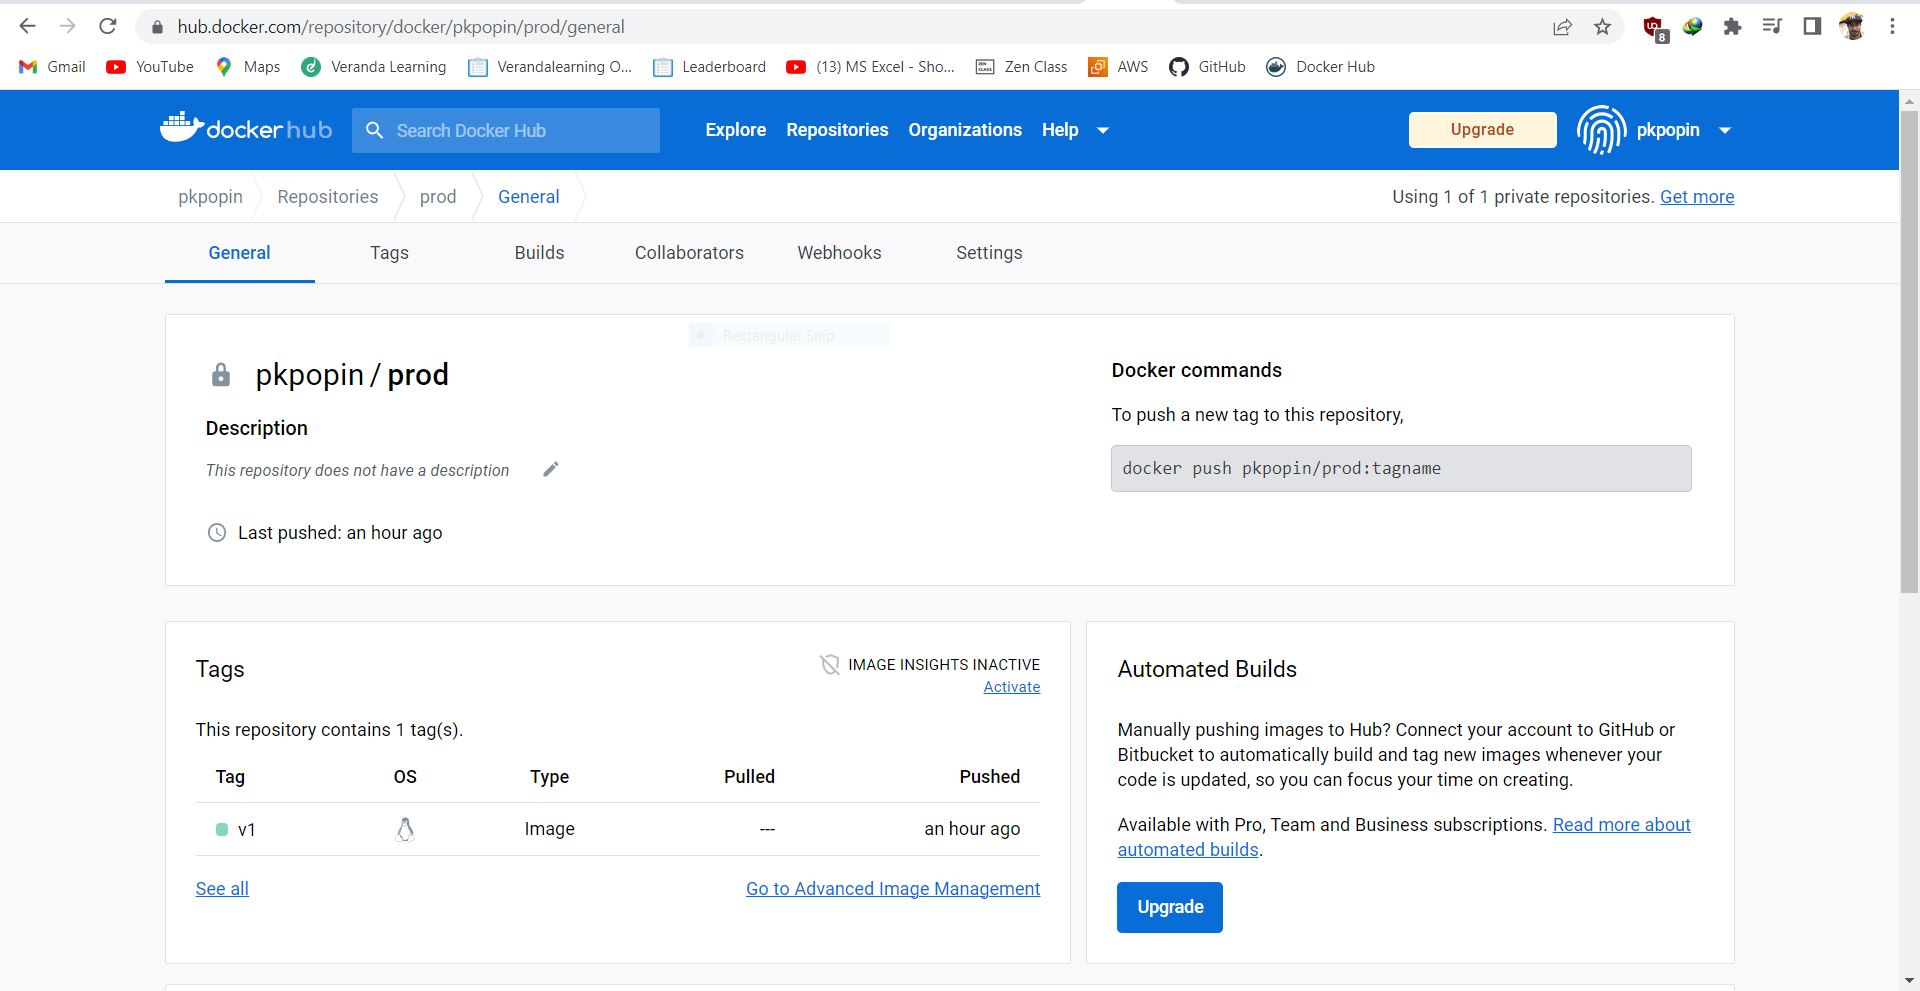 hub.docker.com/repository/docker/pkpopin/prod/general
8
Gmail YouTube Maps Veranda Learning Verandalearning O... Leaderboard (13) MS Excel - Sho... Zen Class AWS GitHub Docker Hub
dockerhub Search Docker Hub Explore Repositories Organizations Help Upgrade pkpopin
pkpopin Repositories prod General Using 1 of 1 private repositories. Get more
General Tags Builds Collaborators Webhooks Settings
Rectangular Snip
pkpopin / prod
Description
This repository does not have a description
Last pushed: an hour ago
Docker commands
To push a new tag to this repository,
docker push pkpopin/prod:tagname
Tags
IMAGE INSIGHTS INACTIVE
Activate
This repository contains 1 tag(s).
Tag OS Type Pulled Pushed
v1 Image --- an hour ago
See all Go to Advanced Image Management
Automated Builds
Manually pushing images to Hub? Connect your account to GitHub or
Bitbucket to automatically build and tag new images whenever your
code is updated, so you can focus your time on creating.
Available with Pro, Team and Business subscriptions. Read more about
automated builds.
Upgrade